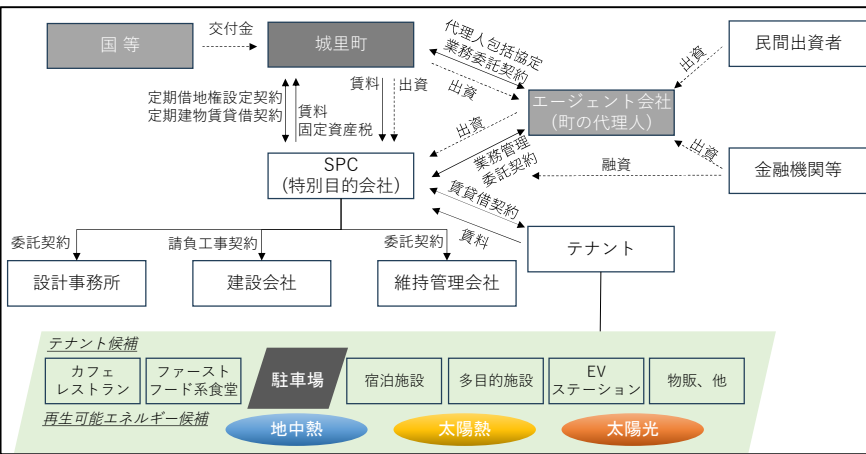 国 等
交付金
城里町
代理人包括協定
業務委託契約
出資
民間出資者
出資
エージェント会社
(町の代理人)
定期借地権設定契約
定期建物賃貸借契約
賃料
固定資産税
賃料
出資
出資
業務管理
委託契約
融資
出資
金融機関等
SPC
(特別目的会社)
賃貸借契約
賃料
テナント
委託契約
請負工事契約
委託契約
設計事務所
建設会社
維持管理会社
テナント候補
カフェ
レストラン
ファースト
フード系食堂
駐車場
宿泊施設
多目的施設
EV
ステーション
物販、他
再生可能エネルギー候補
地中熱
太陽熱
太陽光